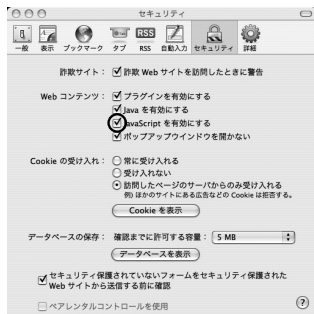 セキュリティ
一般 表示 ブックマーク タブ RSS 自動入力 セキュリティ 詳細
詐欺サイト： 詐欺 Web サイトを訪問したときに警告
Web コンテンツ： プラグインを有効にする
Java を有効にする
JavaScript を有効にする
ポップアップウインドウを開かない
Cookie の受け入れ： 常に受け入れる
受け入れない
訪問したページのサーバからのみ受け入れる
例) ほかのサイトにある広告などの Cookie は拒否する。
Cookie を表示
データベースの保存： 確認までに許可する容量： 5 MB
データベースを表示
セキュリティ保護されていないフォームをセキュリティ保護された
Web サイトから送信する前に確認
ペアレンタルコントロールを使用 ?